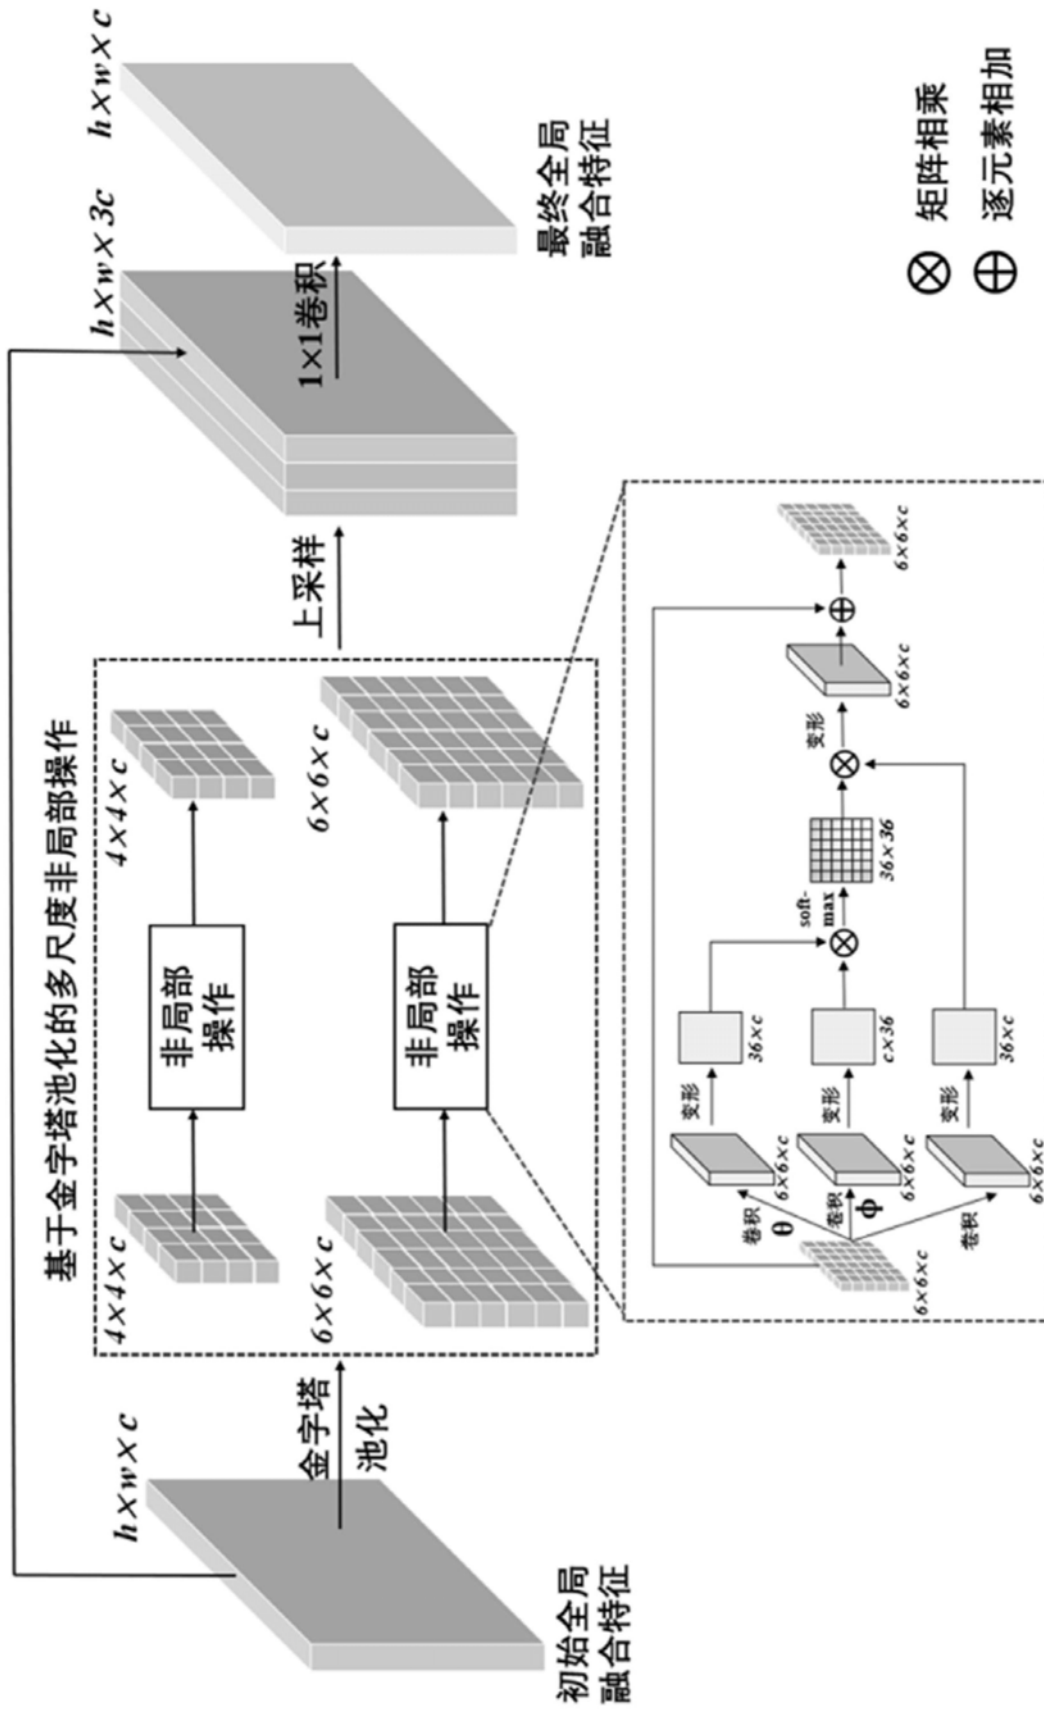 基于金字塔池化的多尺度非局部操作
h×w×c
初始全局
融合特征
金字塔
池化
4×4×c
非局部
操作
4×4×c
6×6×c
非局部
操作
6×6×c
上采样
h×w×3c
1×1卷积
h×w×c
最终全局
融合特征
6×6×c
卷积
θ
卷积
ϕ
卷积
6×6×c
6×6×c
6×6×c
变形
变形
变形
36×c
c×36
36×c
soft-
max
36×36
变形
6×6×c
6×6×c
矩阵相乘
逐元素相加